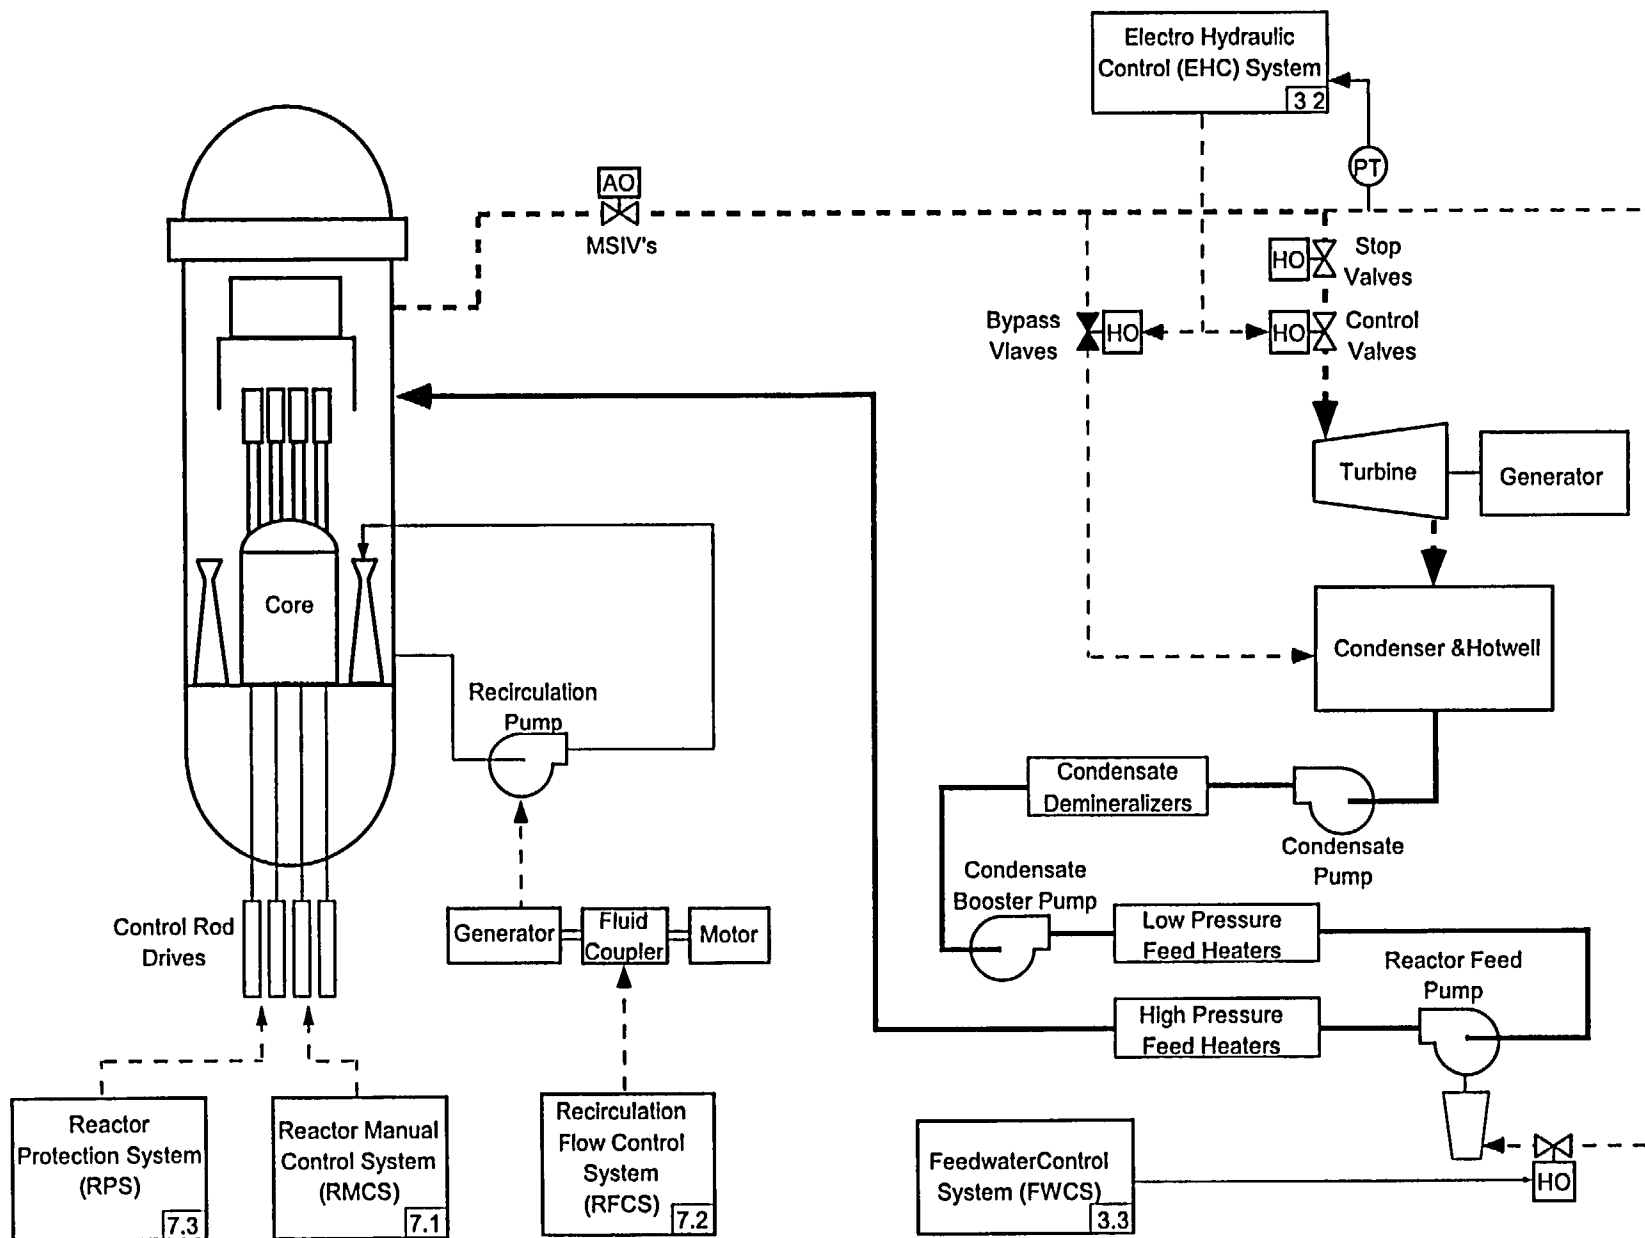 Electro Hydraulic
Control (EHC) System
3 2
PT
AO
MSIV's
HO
Stop
Valves
Bypass
Vlaves
HO
HO
Control
Valves
Turbine
Generator
Core
Condenser &Hotwell
Recirculation
Pump
Condensate
Demineralizers
Condensate
Pump
Condensate
Booster Pump
Low Pressure
Feed Heaters
Reactor Feed
Pump
High Pressure
Feed Heaters
Control Rod
Drives
Generator
Fluid
Coupler
Motor
Reactor
Protection System
(RPS)
7.3
Reactor Manual
Control System
(RMCS)
7.1
Recirculation
Flow Control
System
(RFCS)
7.2
FeedwaterControl
System (FWCS)
3.3
HO